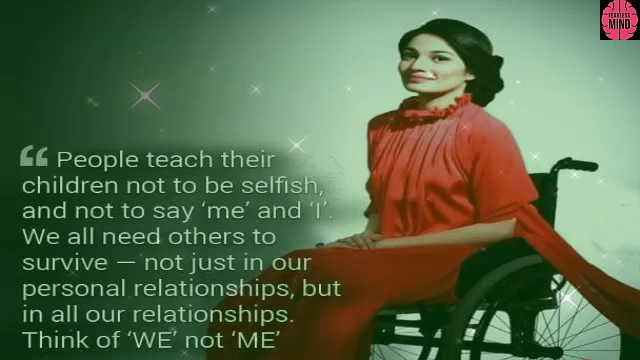 FEARLESS
MIND
“ People teach their
children not to be selfish,
and not to say ‘me’ and ‘I’.
We all need others to
survive — not just in our
personal relationships, but
in all our relationships.
Think of ‘WE’ not ‘ME’